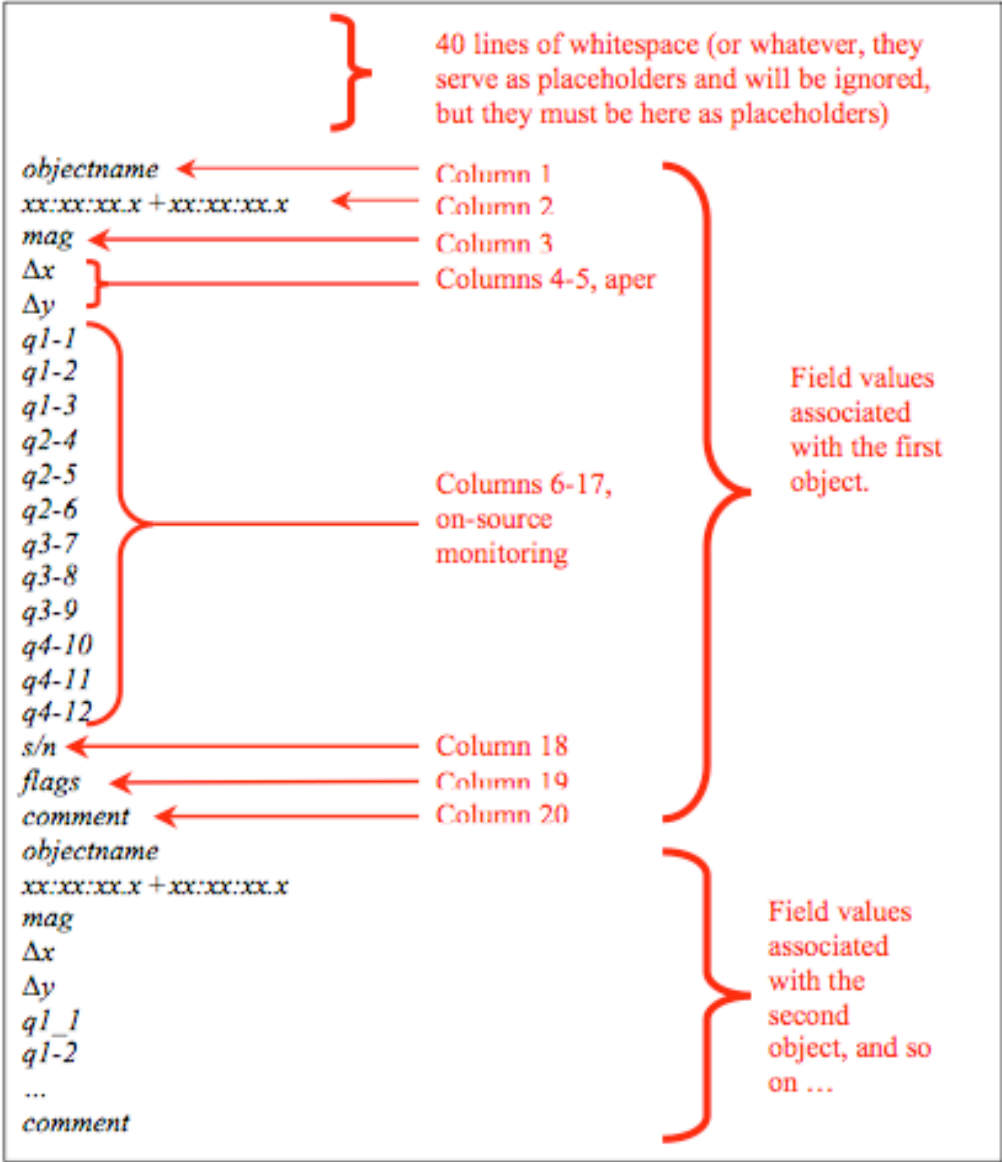 40 lines of whitespace (or whatever, they
serve as placeholders and will be ignored,
but they must be here as placeholders)
objectname
Column 1
xx:xx:xx.x +xx:xx:xx.x
Column 2
mag
Column 3
Δx
Columns 4-5, aper
Δy
q1-1
q1-2
q1-3
q2-4
q2-5
q2-6
q3-7
q3-8
q3-9
q4-10
q4-11
q4-12
Columns 6-17,
on-source
monitoring
Field values
associated
with the first
object.
s/n
Column 18
flags
Column 19
comment
Column 20
objectname
xx:xx:xx.x +xx:xx:xx.x
mag
Δx
Δy
q1_1
q1-2
...
comment
Field values
associated
with the
second
object, and so
on ...